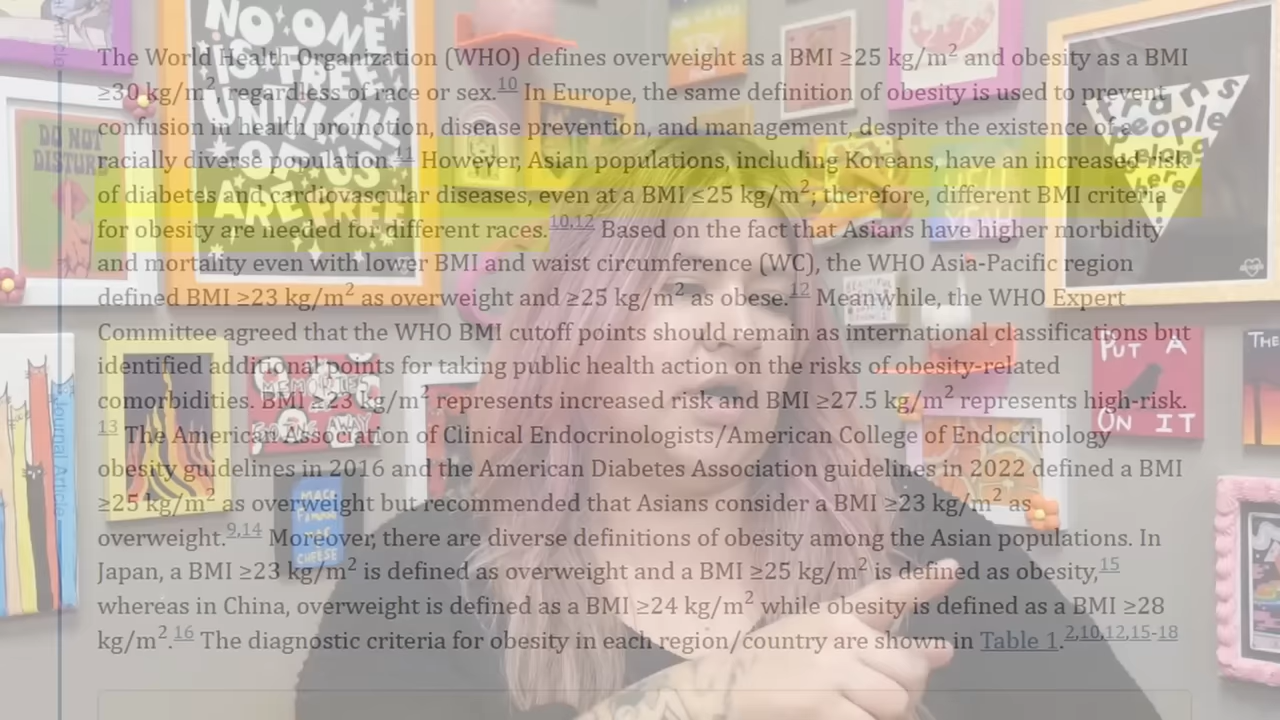 The World Health Organization (WHO) defines overweight as a BMI ≥25 kg/m² and obesity as a BMI
≥30 kg/m², regardless of race or sex.10 In Europe, the same definition of obesity is used to prevent
confusion in health promotion, disease prevention, and management, despite the existence of a
racially diverse population.11 However, Asian populations, including Koreans, have an increased risk
of diabetes and cardiovascular diseases, even at a BMI ≤25 kg/m²; therefore, different BMI criteria
for obesity are needed for different races.10,12 Based on the fact that Asians have higher morbidity
and mortality even with lower BMI and waist circumference (WC), the WHO Asia-Pacific region
defined BMI ≥23 kg/m² as overweight and ≥25 kg/m² as obese.12 Meanwhile, the WHO Expert
Committee agreed that the WHO BMI cutoff points should remain as international classifications but
identified additional points for taking public health action on the risks of obesity-related
comorbidities. BMI ≥23 kg/m² represents increased risk and BMI ≥27.5 kg/m² represents high-risk.
13 The American Association of Clinical Endocrinologists/American College of Endocrinology
obesity guidelines in 2016 and the American Diabetes Association guidelines in 2022 defined a BMI
≥25 kg/m² as overweight but recommended that Asians consider a BMI ≥23 kg/m² as
overweight.9,14 Moreover, there are diverse definitions of obesity among the Asian populations. In
Japan, a BMI ≥23 kg/m² is defined as overweight and a BMI ≥25 kg/m² is defined as obesity,15
whereas in China, overweight is defined as a BMI ≥24 kg/m² while obesity is defined as a BMI ≥28
kg/m².16 The diagnostic criteria for obesity in each region/country are shown in Table 1.2,10,12,15-18
Journal Article
NO ONE
IS FREE
UNTIL ALL
OF US
ARE FREE
DO NOT
DISTURB
trans
people
belong
here
PUT A
ON IT
THE
MEMORIES
MACK
AND
CHEESE